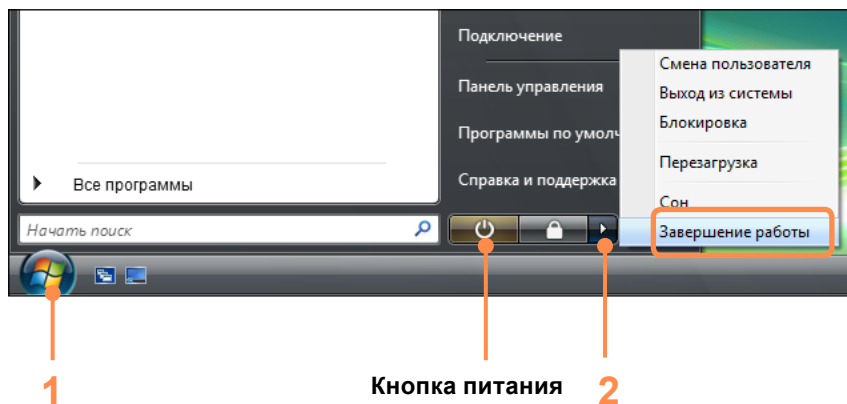 Подключение
Панель управления
Программы по умолч
Справка и поддержка
Все программы
Начать поиск
Смена пользователя
Выход из системы
Блокировка
Перезагрузка
Сон
Завершение работы
1
Кнопка питания
2